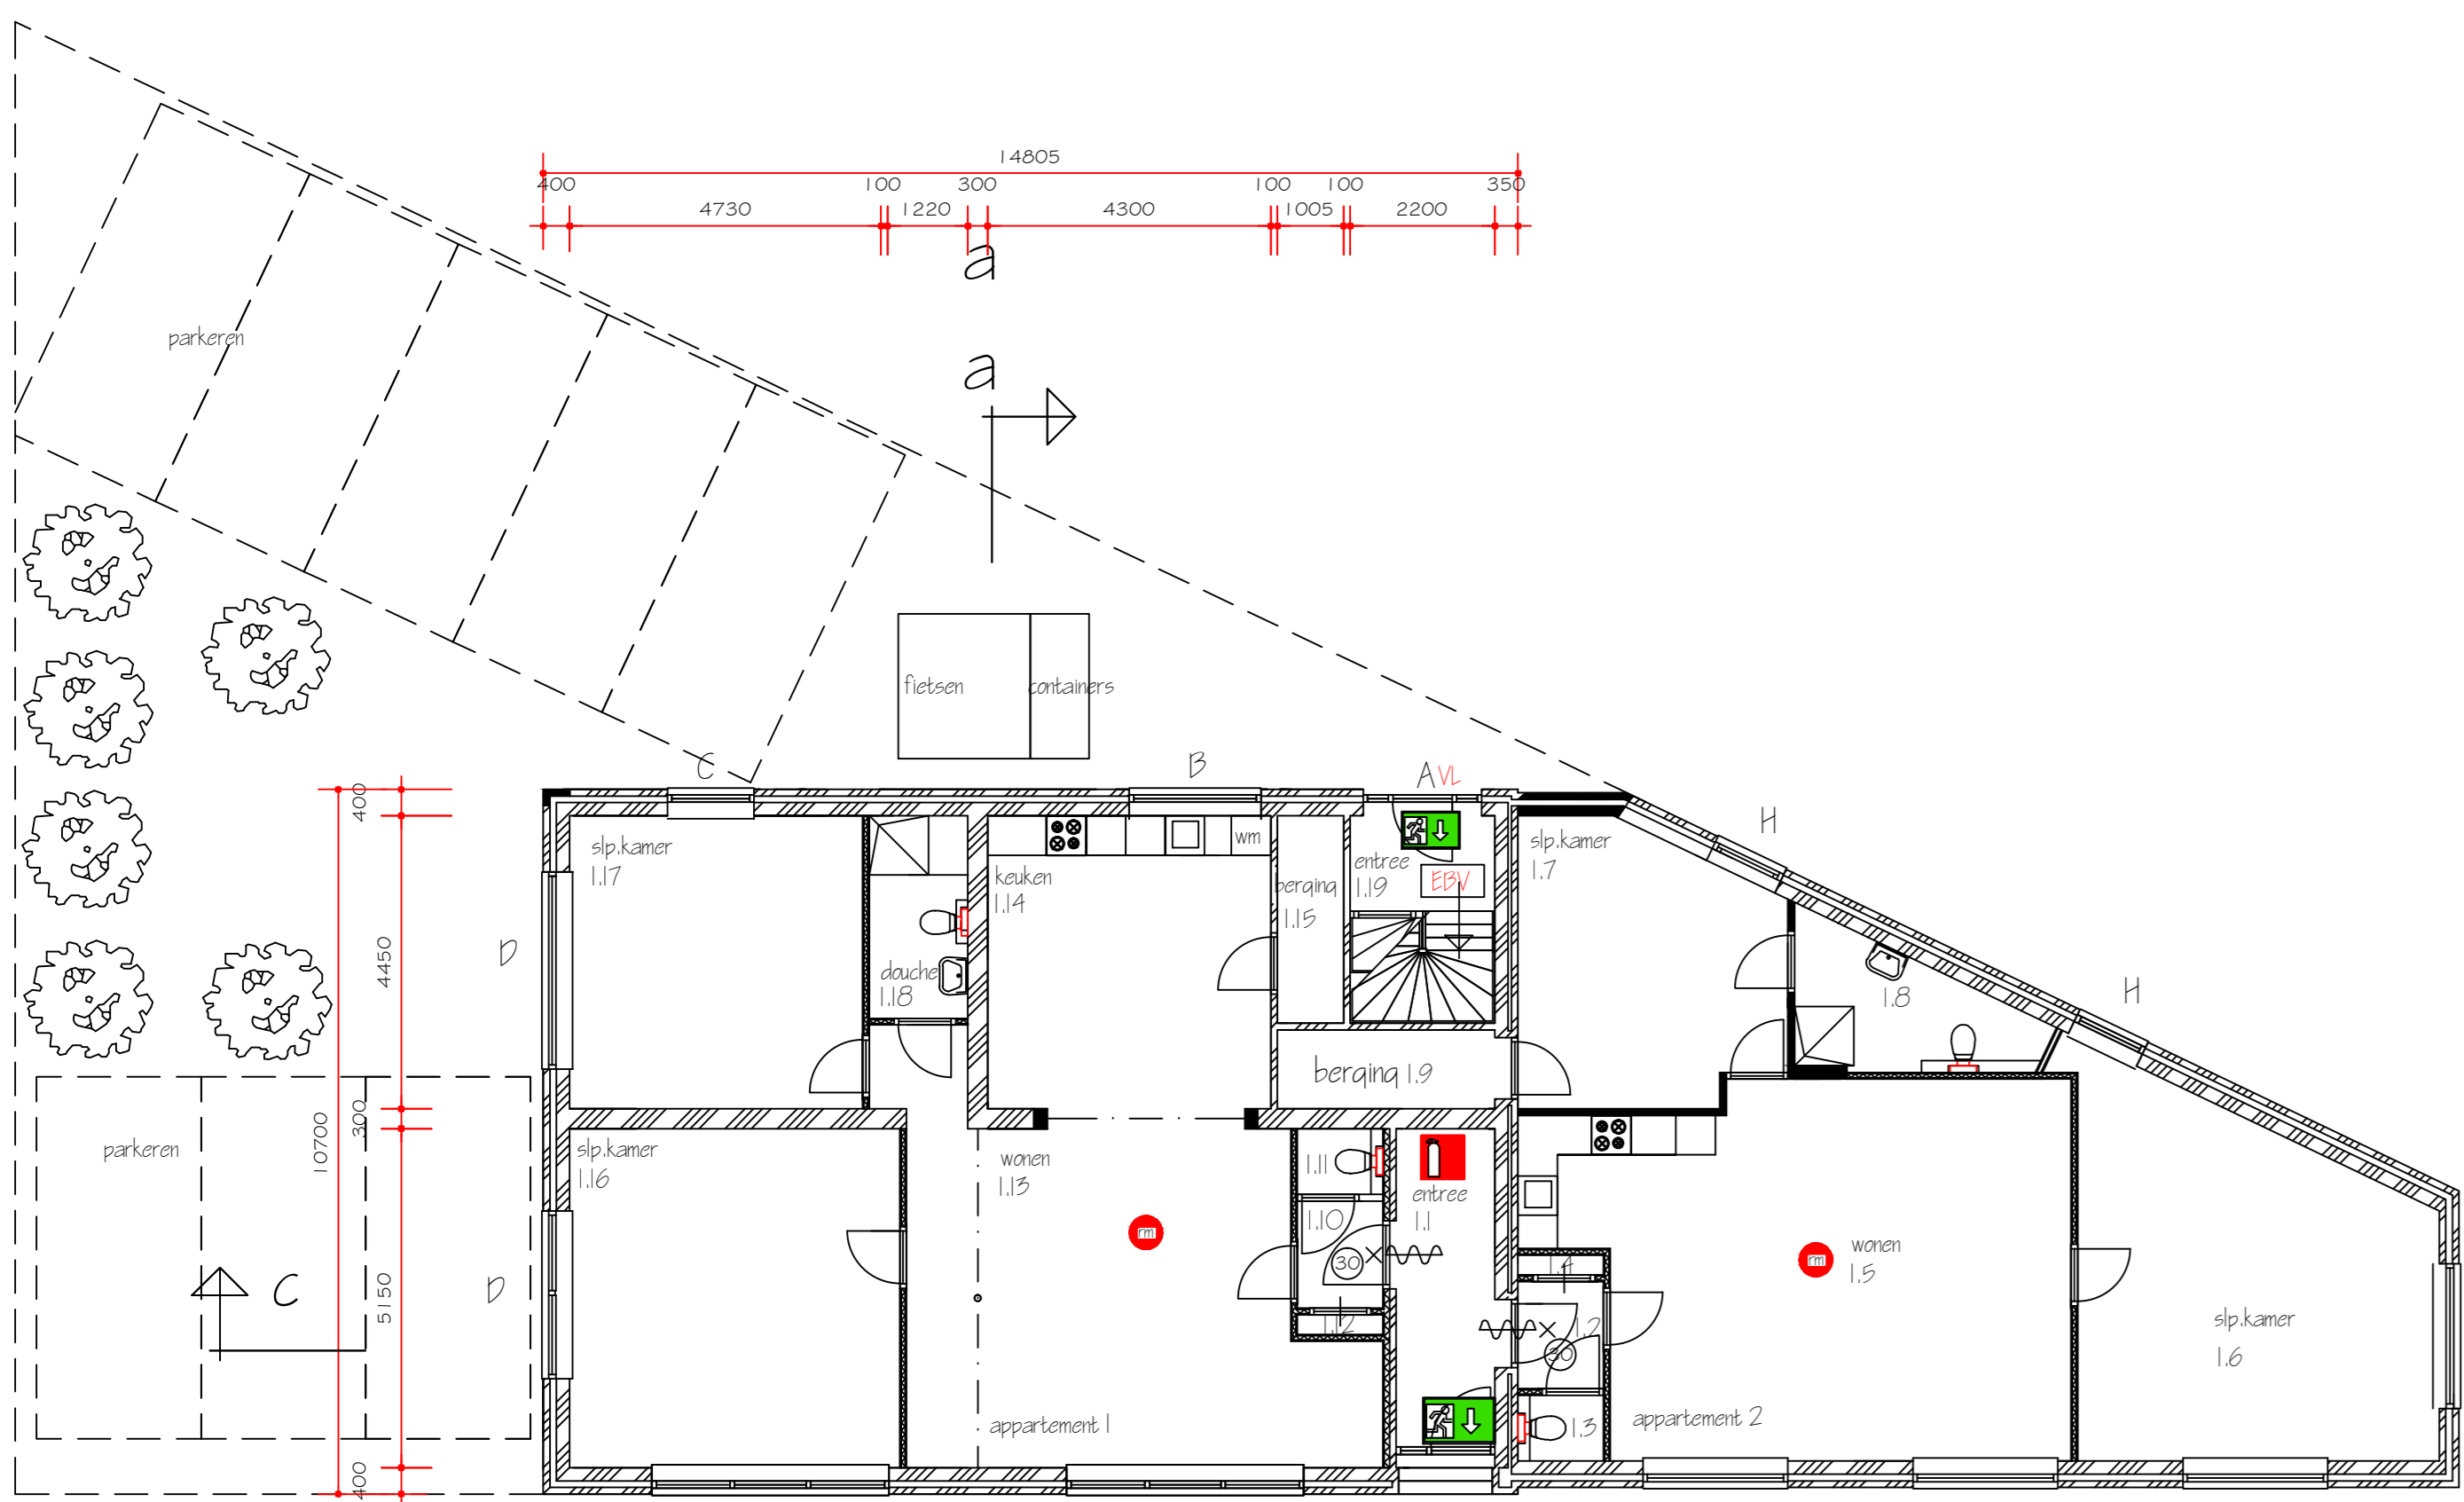 14805
400 100 300 100 100 350
4730 1220 4300 1005 2200
a
parkeren
a
fietsen containers
C B A VL
400
H
slp.kamer
1.17
wm
keuken
1.14
entree
1.19
EBV
slp.kamer
1.7
berging
1.15
D
4450
douche
1.18
1.8
H
berging 1.9
10700
300
parkeren
slp.kamer
1.16
wonen
1.13
1.11
entree
1.1
1.10
rm
30
rm
wonen
1.5
1.4
C
D
5150
1.12
1.2
30
slp.kamer
1.6
appartement 1
1.3
appartement 2
400